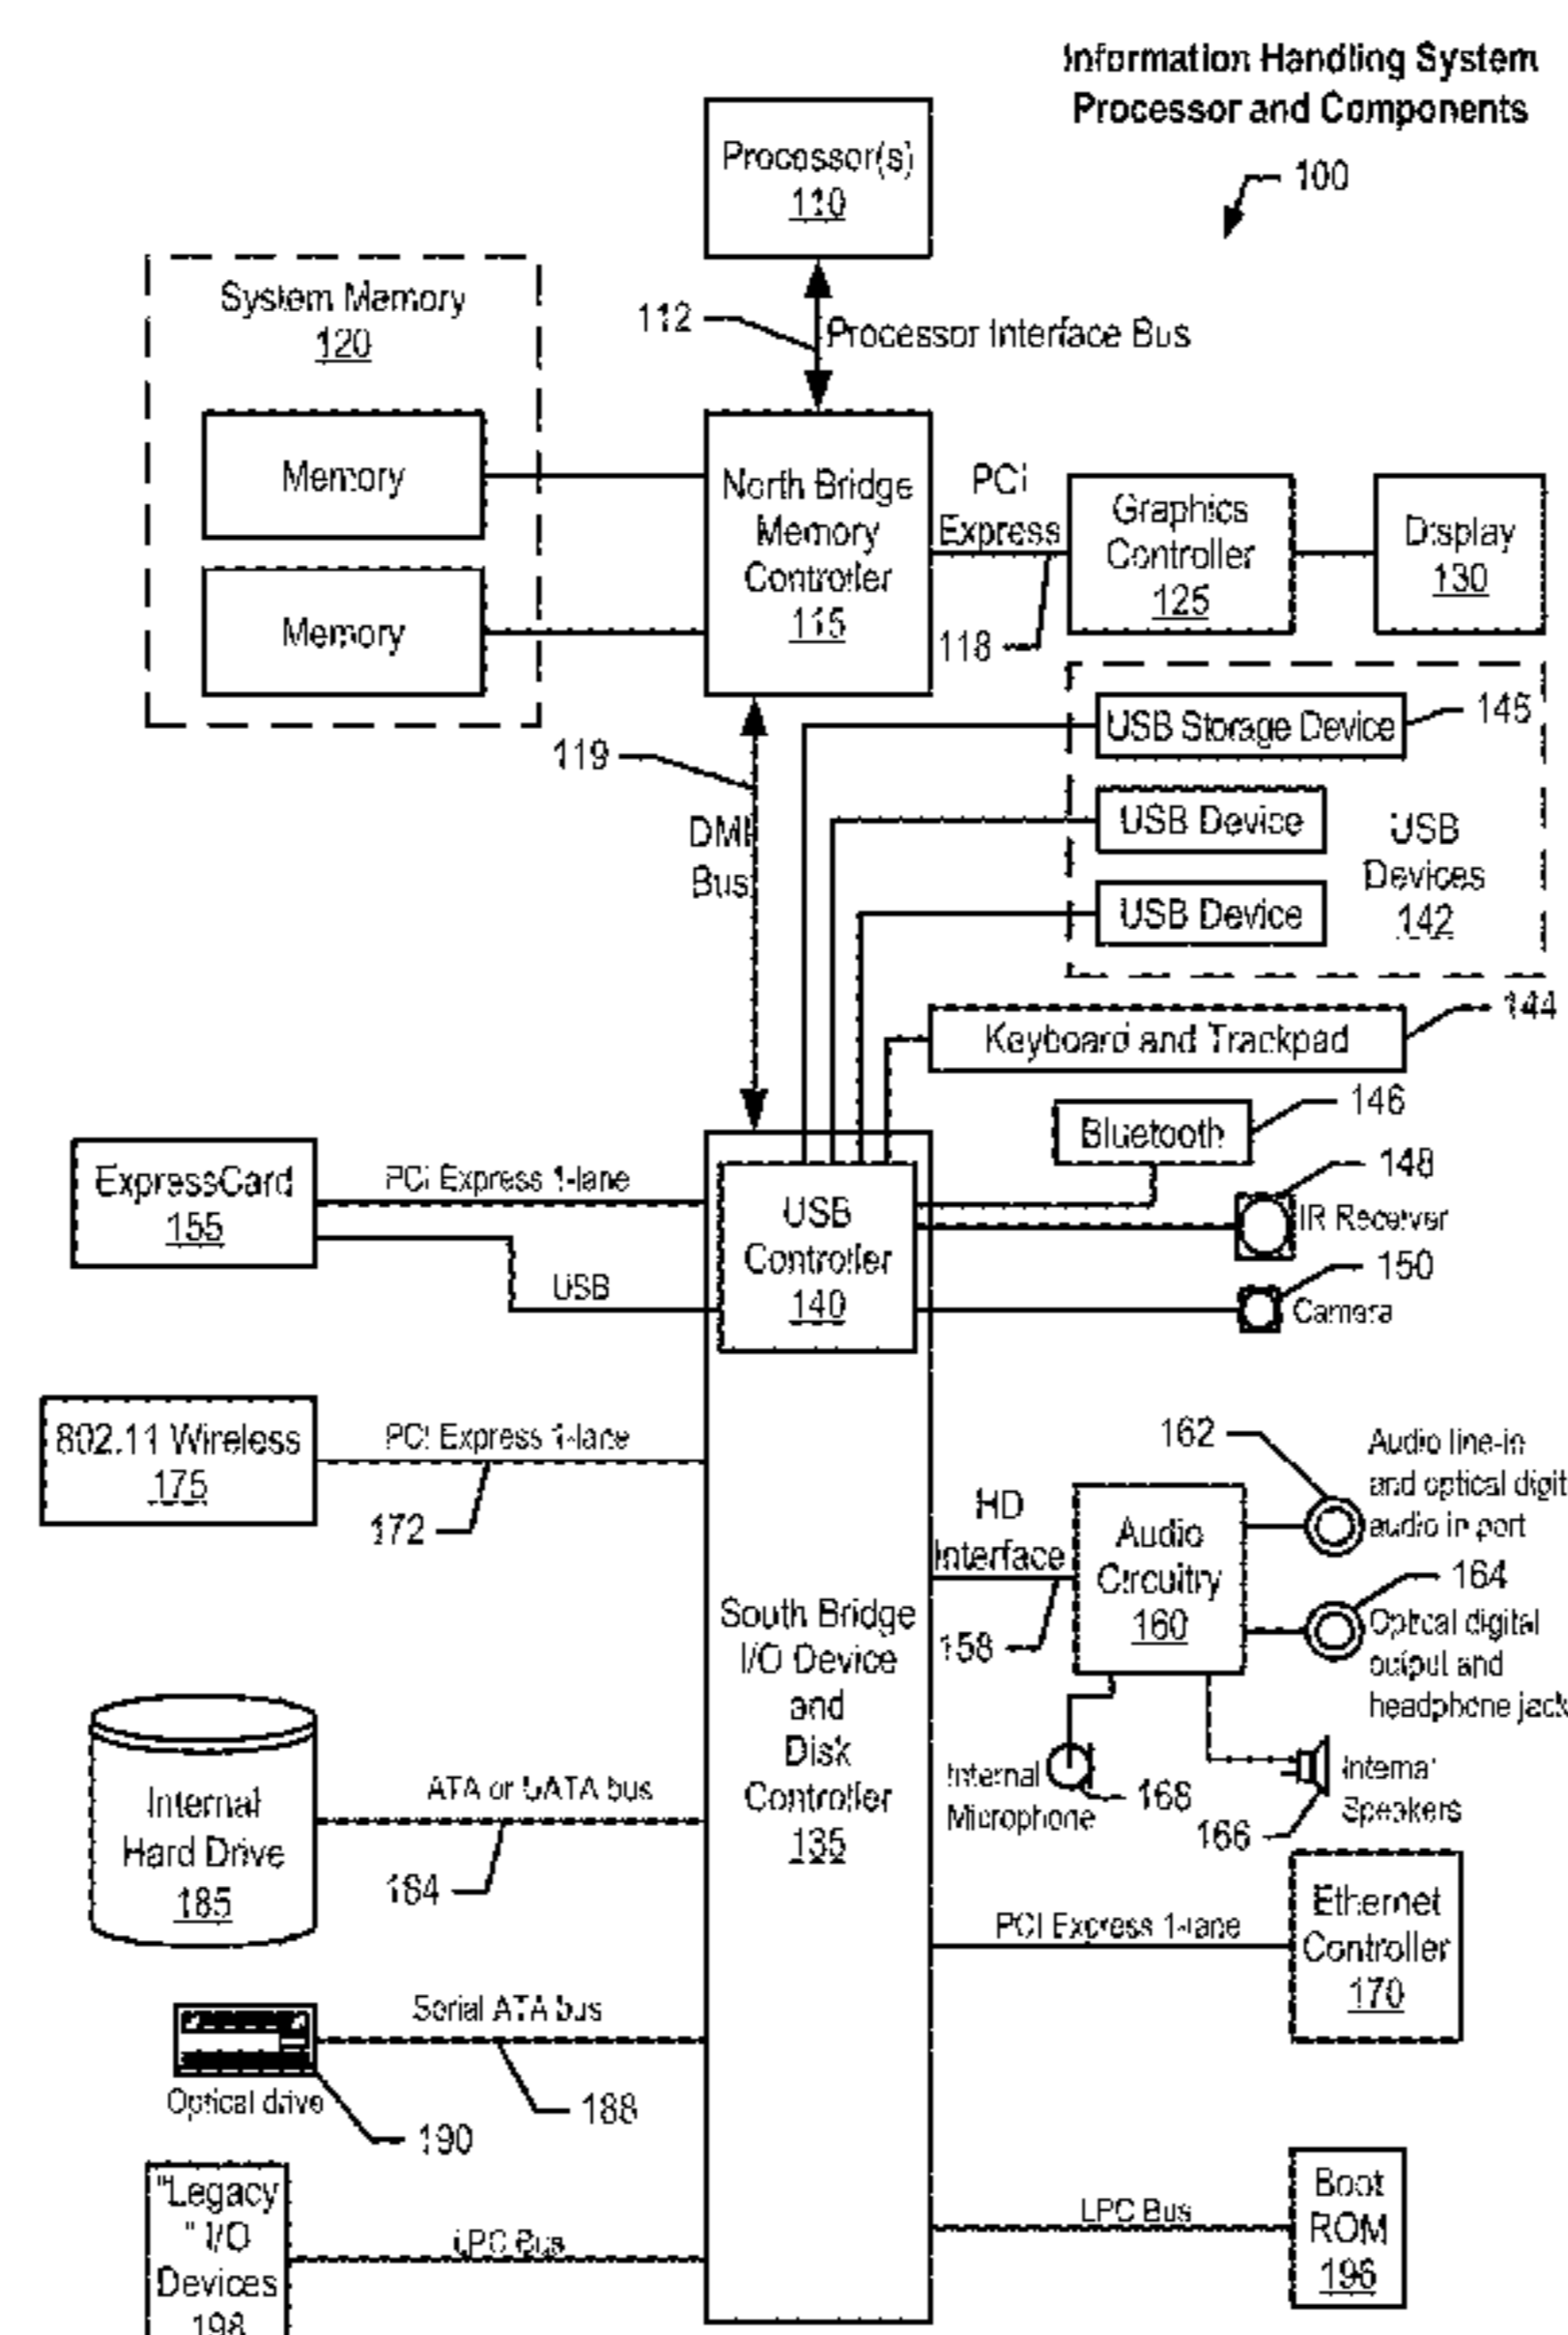 Information Handling System
Processor and Components
100
Processor(s)
110
System Memory
120
112
Processor Interface Bus
Memory
Memory
North Bridge
Memory
Controller
115
PCI
Express
118
Graphics
Controller
125
Display
130
119
DMI
Bus
USB Storage Device
USB Device
USB Device
USB
Devices
142
Keyboard and Trackpad
144
Bluetooth
146
148
IR Receiver
150
Camera
ExpressCard
155
PCI Express 1-lane
USB
USB
Controller
140
802.11 Wireless
175
PCI Express 1-lane
172
162
Audio line-in
and optical digit
audio in port
HD
Interface
158
Audio
Circuitry
160
164
Optical digital
output and
headphone jack
South Bridge
I/O Device
and
Disk
Controller
135
Internal
Microphone
168
166
Internal
Speakers
Internal
Hard Drive
185
ATA or bus
184
PCI Express 1-lane
Ethernet
Controller
170
Serial ATA bus
188
Optical drive
190
"Legacy
" I/O
Devices
198
LPC Bus
LPC Bus
Boot
ROM
196